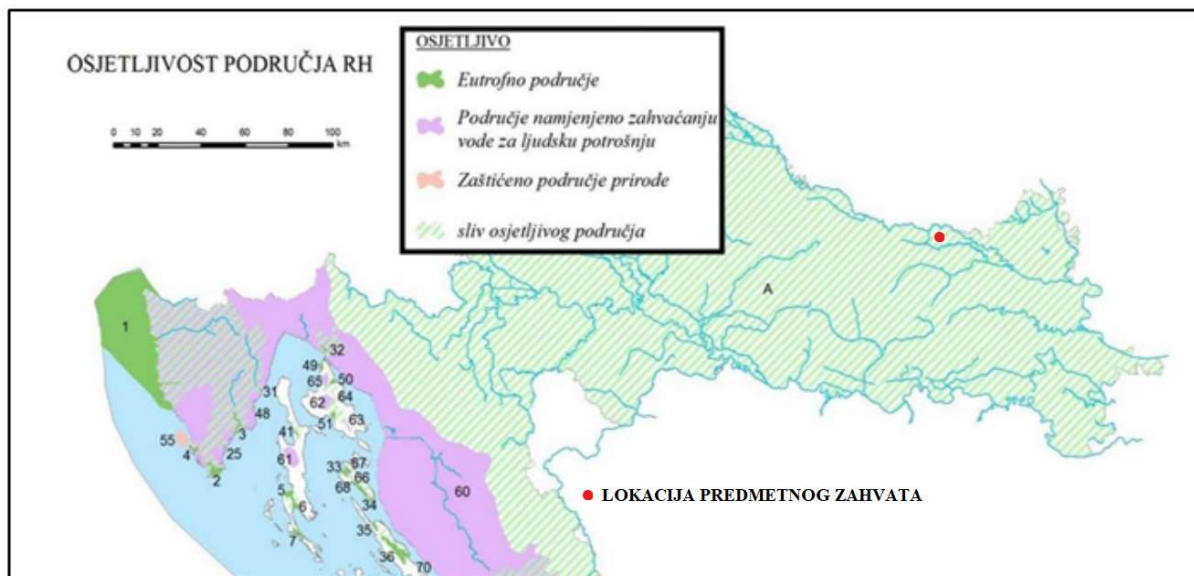 OSJETLJIVOST PODRUČJA RH
0 10 20 40 60 80 100
km
OSJETLJIVO
Eutrofno područje
Područje namjenjeno zahvaćanju
vode za ljudsku potrošnju
Zaštićeno područje prirode
sliv osjetljivog područja
A
1
32
49
65
50
31
62
64
48
51
63
41
3
55
4
25
61
2
33
67
66
68
5
34
6
60
LOKACIJA PREDMETNOG ZAHVATA
35
7
36
70